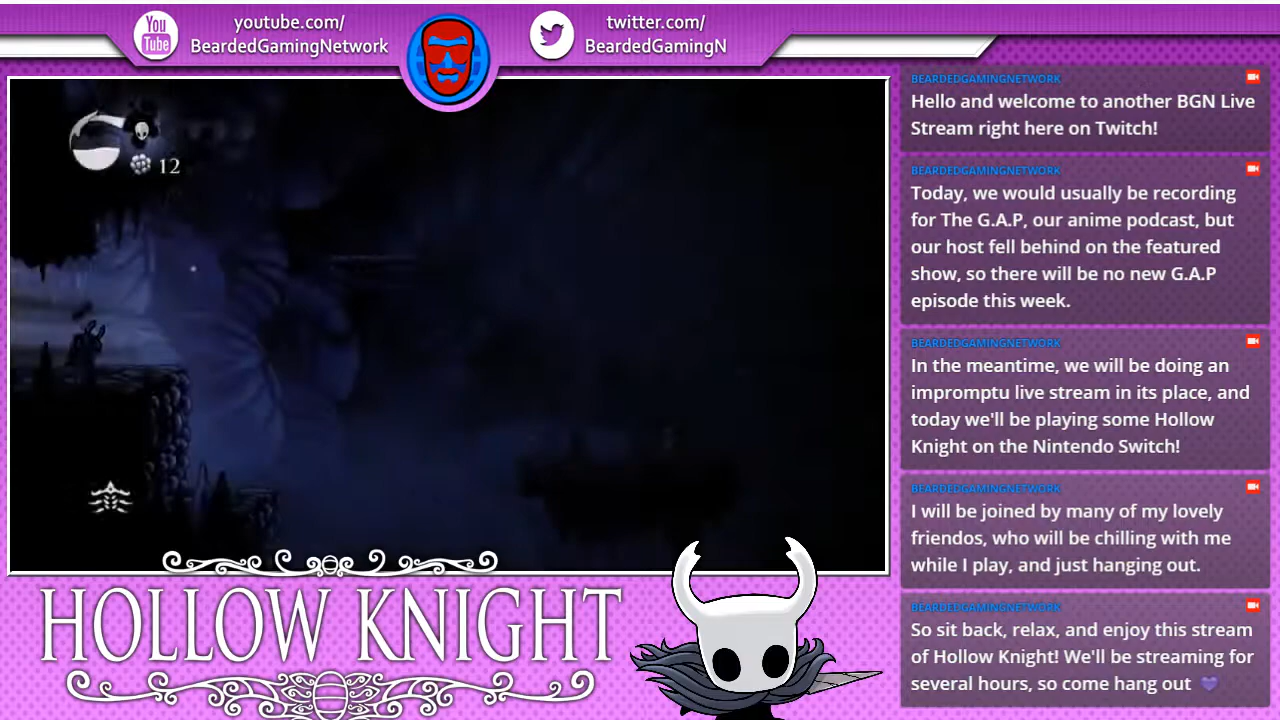 You
Tube
youtube.com/
BeardedGamingNetwork
twitter.com/
BeardedGamingN
12
HOLLOW KNIGHT
BEARDEDGAMINGNETWORK
Hello and welcome to another BGN Live
Stream right here on Twitch!
BEARDEDGAMINGNETWORK
Today, we would usually be recording
for The G.A.P, our anime podcast, but
our host fell behind on the featured
show, so there will be no new G.A.P
episode this week.
BEARDEDGAMINGNETWORK
In the meantime, we will be doing an
impromptu live stream in its place, and
today we'll be playing some Hollow
Knight on the Nintendo Switch!
BEARDEDGAMINGNETWORK
I will be joined by many of my lovely
friendos, who will be chilling with me
while I play, and just hanging out.
BEARDEDGAMINGNETWORK
So sit back, relax, and enjoy this stream
of Hollow Knight! We'll be streaming for
several hours, so come hang out 💜